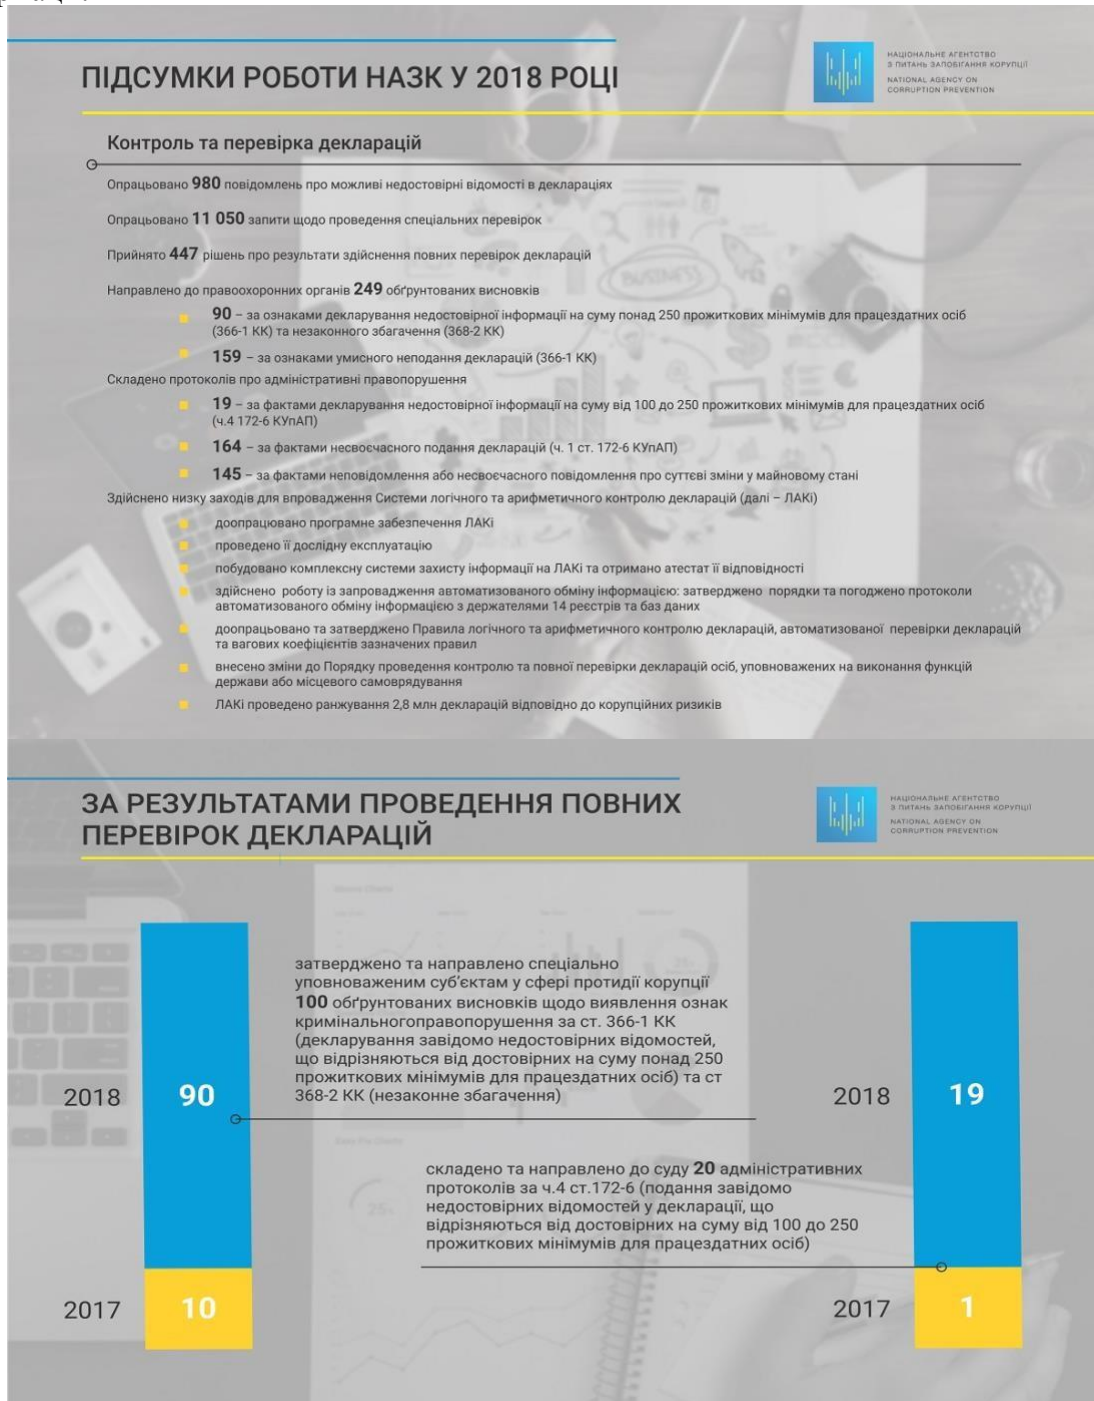 ПІДСУМКИ РОБОТИ НАЗК У 2018 РОЦІ
НАЦІОНАЛЬНЕ АГЕНТСТВО
З ПИТАНЬ ЗАПОБІГАННЯ КОРУПЦІЇ
NATIONAL AGENCY ON
CORRUPTION PREVENTION
Контроль та перевірка декларацій
Опрацьовано 980 повідомлень про можливі недостовірні відомості в деклараціях
Опрацьовано 11 050 запити щодо проведення спеціальних перевірок
Прийнято 447 рішень про результати здійснення повних перевірок декларацій
BUSINESS
Направлено до правоохоронних органів 249 обґрунтованих висновків
90 – за ознаками декларування недостовірної інформації на суму понад 250 прожиткових мінімумів для працездатних осіб
(366-1 КК) та незаконного збагачення (368-2 КК)
159 – за ознаками умисного неподання декларацій (366-1 КК)
Складено протоколів про адміністративні правопорушення
19 – за фактами декларування недостовірної інформації на суму від 100 до 250 прожиткових мінімумів для працездатних осіб
(ч.4 172-6 КУпАП)
164 – за фактами несвоєчасного подання декларацій (ч. 1 ст. 172-6 КУпАП)
145 – за фактами неповідомлення або несвоєчасного повідомлення про суттєві зміни у майновому стані
Здійснено низку заходів для впровадження Системи логічного та арифметичного контролю декларацій (далі – ЛАКі)
доопрацювано програмне забезпечення ЛАКі
проведено її дослідну експлуатацію
побудовано комплексну системи захисту інформації на ЛАКі та отримано атестат її відповідності
здійснено роботу із запровадження автоматизованого обміну інформацією: затверджено порядки та погоджено протоколи
автоматизованого обміну інформацією з держателями 14 реєстрів та баз даних
доопрацьовано та затверджено Правила логічного та арифметичного контролю декларацій, автоматизованої перевірки декларацій
та вагових коефіцієнтів зазначених правил
внесено зміни до Порядку проведення контролю та повної перевірки декларацій осіб, уповноважених на виконання функцій
держави або місцевого самоврядування
ЛАКі проведено ранжування 2,8 млн декларацій відповідно до корупційних ризиків
ЗА РЕЗУЛЬТАТАМИ ПРОВЕДЕННЯ ПОВНИХ
ПЕРЕВІРОК ДЕКЛАРАЦІЙ
НАЦІОНАЛЬНЕ АГЕНТСТВО
З ПИТАНЬ ЗАПОБІГАННЯ КОРУПЦІЇ
NATIONAL AGENCY ON
CORRUPTION PREVENTION
затверджено та направлено спеціально
уповноваженим суб’єктам у сфері протидії корупції
100 обґрунтованих висновків щодо виявлення ознак
кримінальногоправопорушення за ст. 366-1 КК
(декларування завідомо недостовірних відомостей,
що відрізняються від достовірних на суму понад 250
прожиткових мінімумів для працездатних осіб) та ст
368-2 КК (незаконне збагачення)
2018 90
2018 19
складено та направлено до суду 20 адміністративних
протоколів за ч.4 ст.172-6 (подання завідомо
недостовірних відомостей у декларації, що
відрізняються від достовірних на суму від 100 до 250
прожиткових мінімумів для працездатних осіб)
25%
2017 10
2017 1